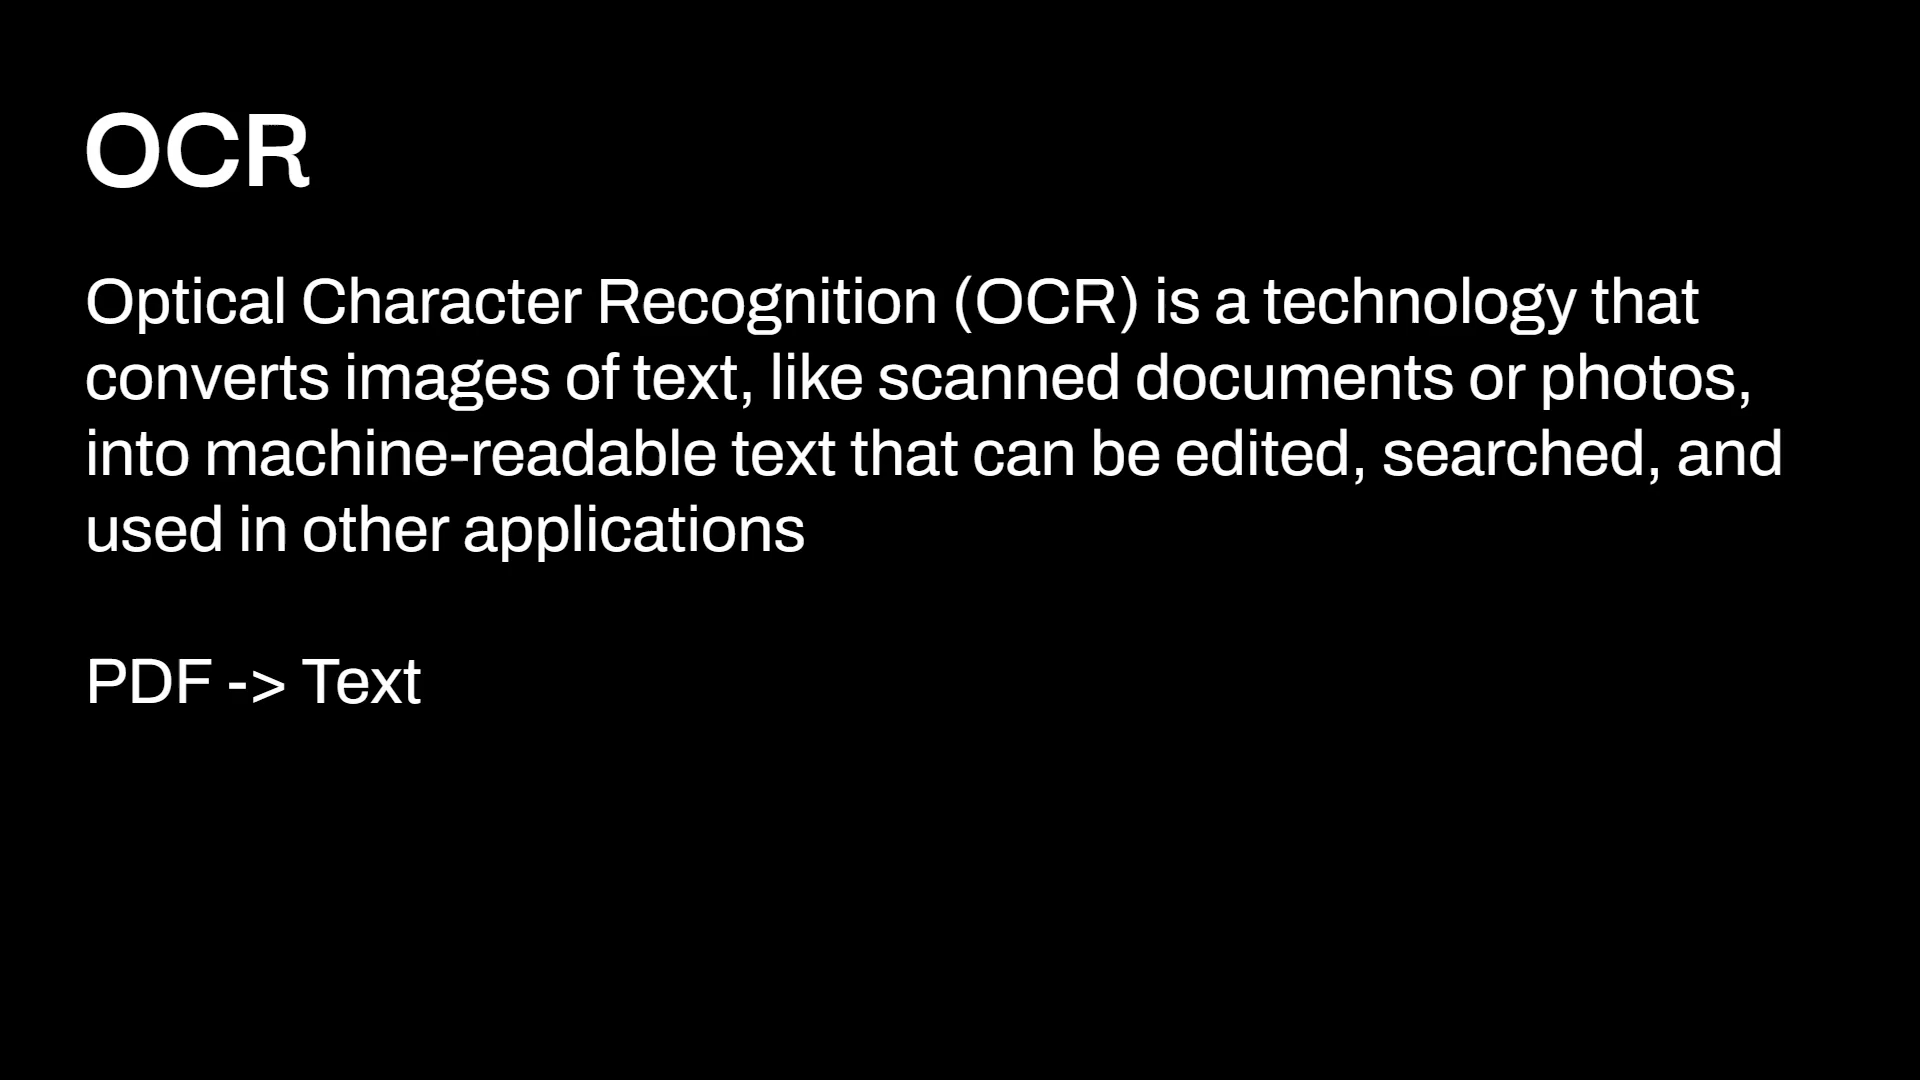 OCR
Optical Character Recognition (OCR) is a technology that
converts images of text, like scanned documents or photos,
into machine-readable text that can be edited, searched, and
used in other applications
PDF -> Text